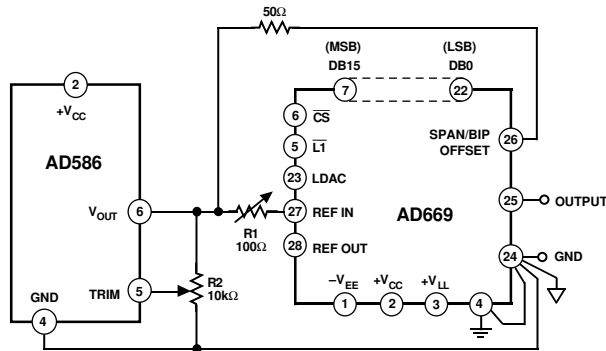 50Ω
(MSB)
DB15
(LSB)
DB0
2
+VCC
7
22
6
CS
5
L1
23
LDAC
SPAN/BIP
OFFSET
26
AD586
AD669
25
OUTPUT
VOUT
6
R1
100Ω
27
REF IN
28
REF OUT
24
GND
TRIM
5
R2
10kΩ
GND
4
–VEE
+VCC
+VLL
1
2
3
4